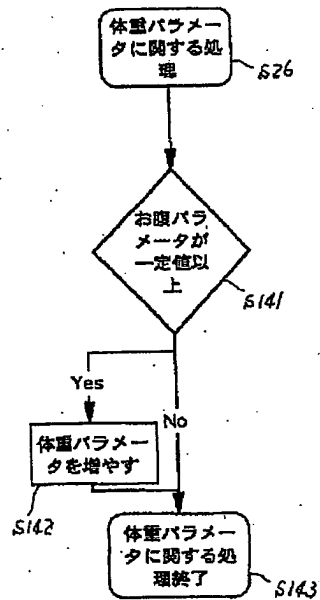 体重パラメー
タに関する処
理
S26
お腹パラ
メータが
一定値以
上
S141
Yes
No
体重パラメー
タを増やす
S142
体重パラメー
タに関する処
理終了
S143